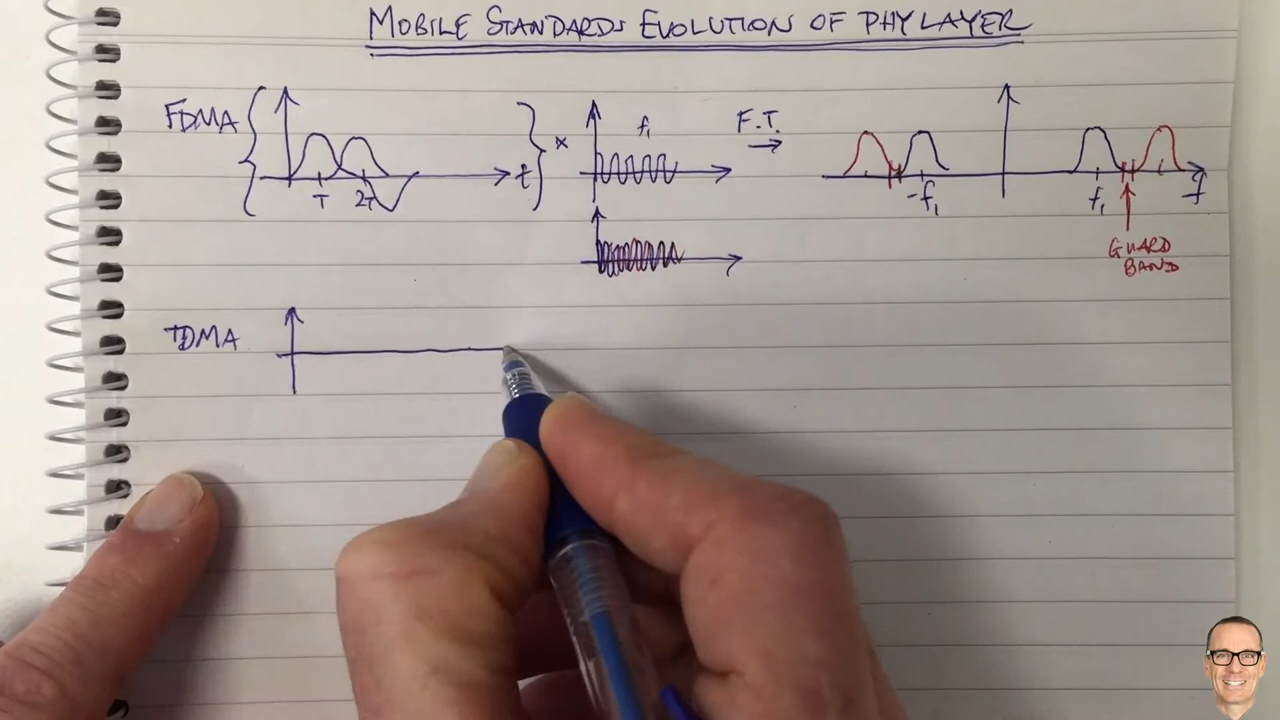 MOBILE STANDARDS EVOLUTION OF PHY LAYER
FDMA
T 2T t
×
f₁
F.T.
-f₁ f₁ f
GUARD
BAND
TDMA